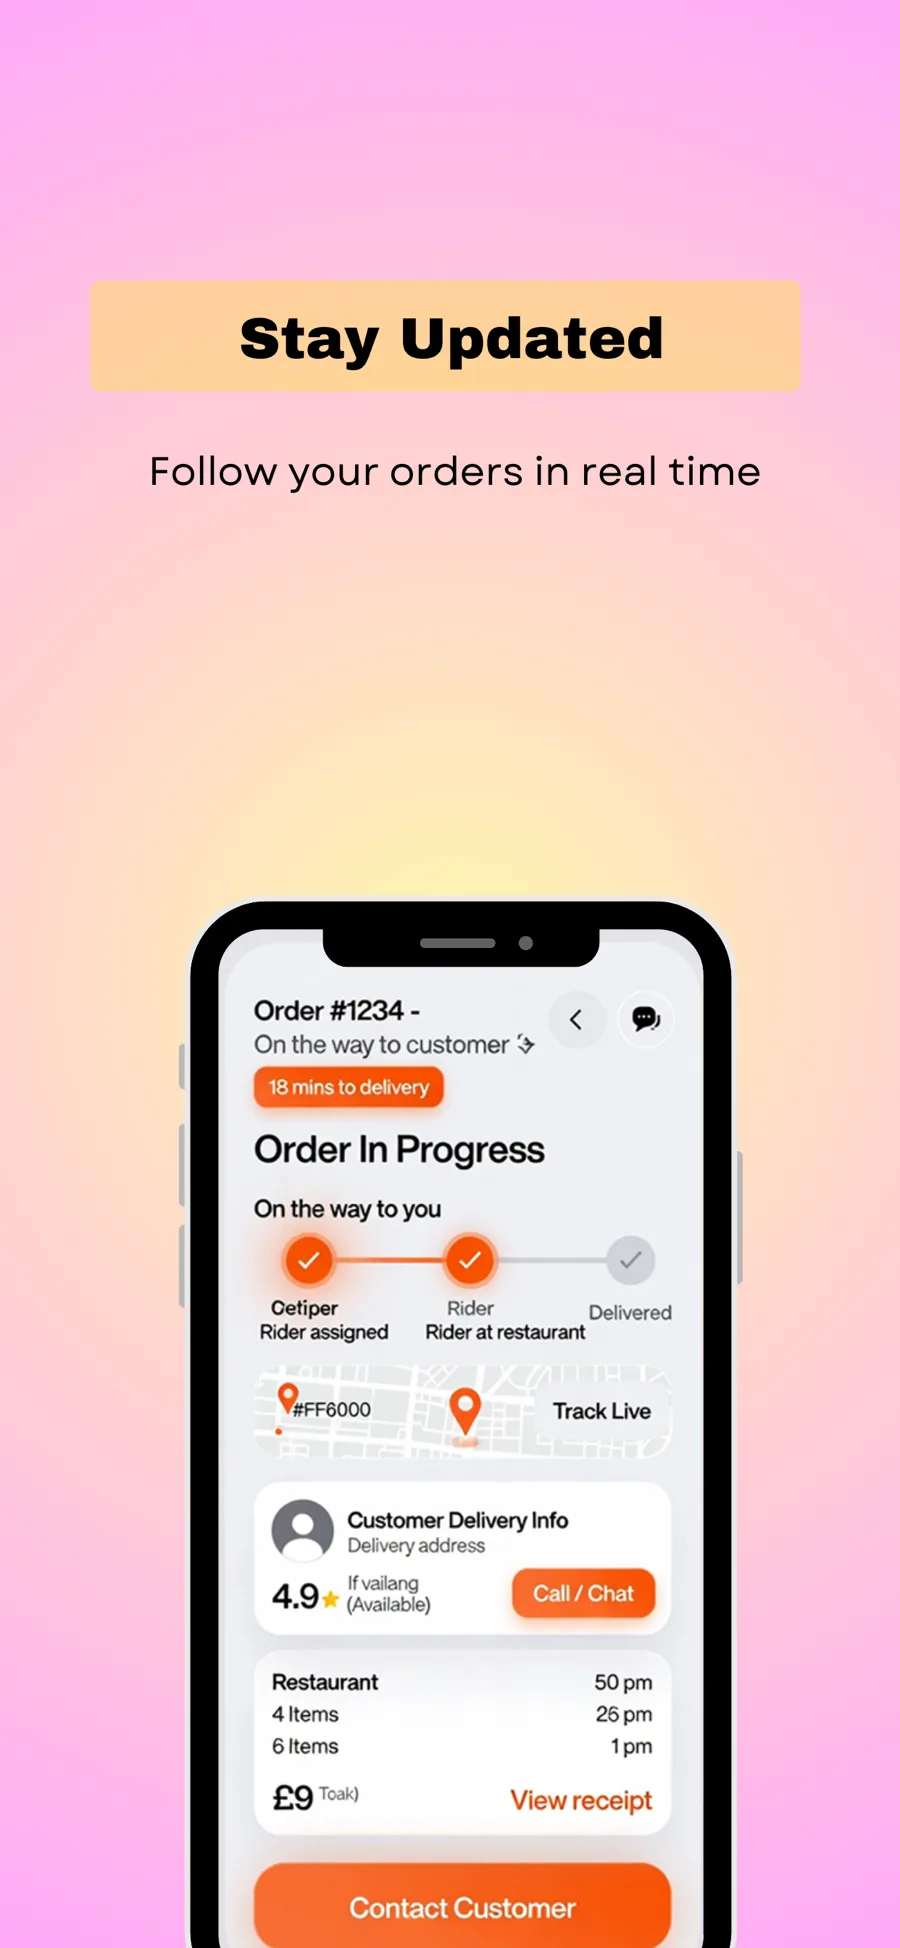 Stay Updated
Follow your orders in real time
Order #1234 -
On the way to customer
18 mins to delivery
Order In Progress
On the way to you
Cetiper
Rider assigned
Rider
Rider at restaurant
Delivered
#FF6000
Track Live
Customer Delivery Info
Delivery address
4.9
If vailang
(Available)
Call / Chat
Restaurant 50 pm
4 Items 26 pm
6 Items 1 pm
£9 Toak)
View receipt
Contact Customer